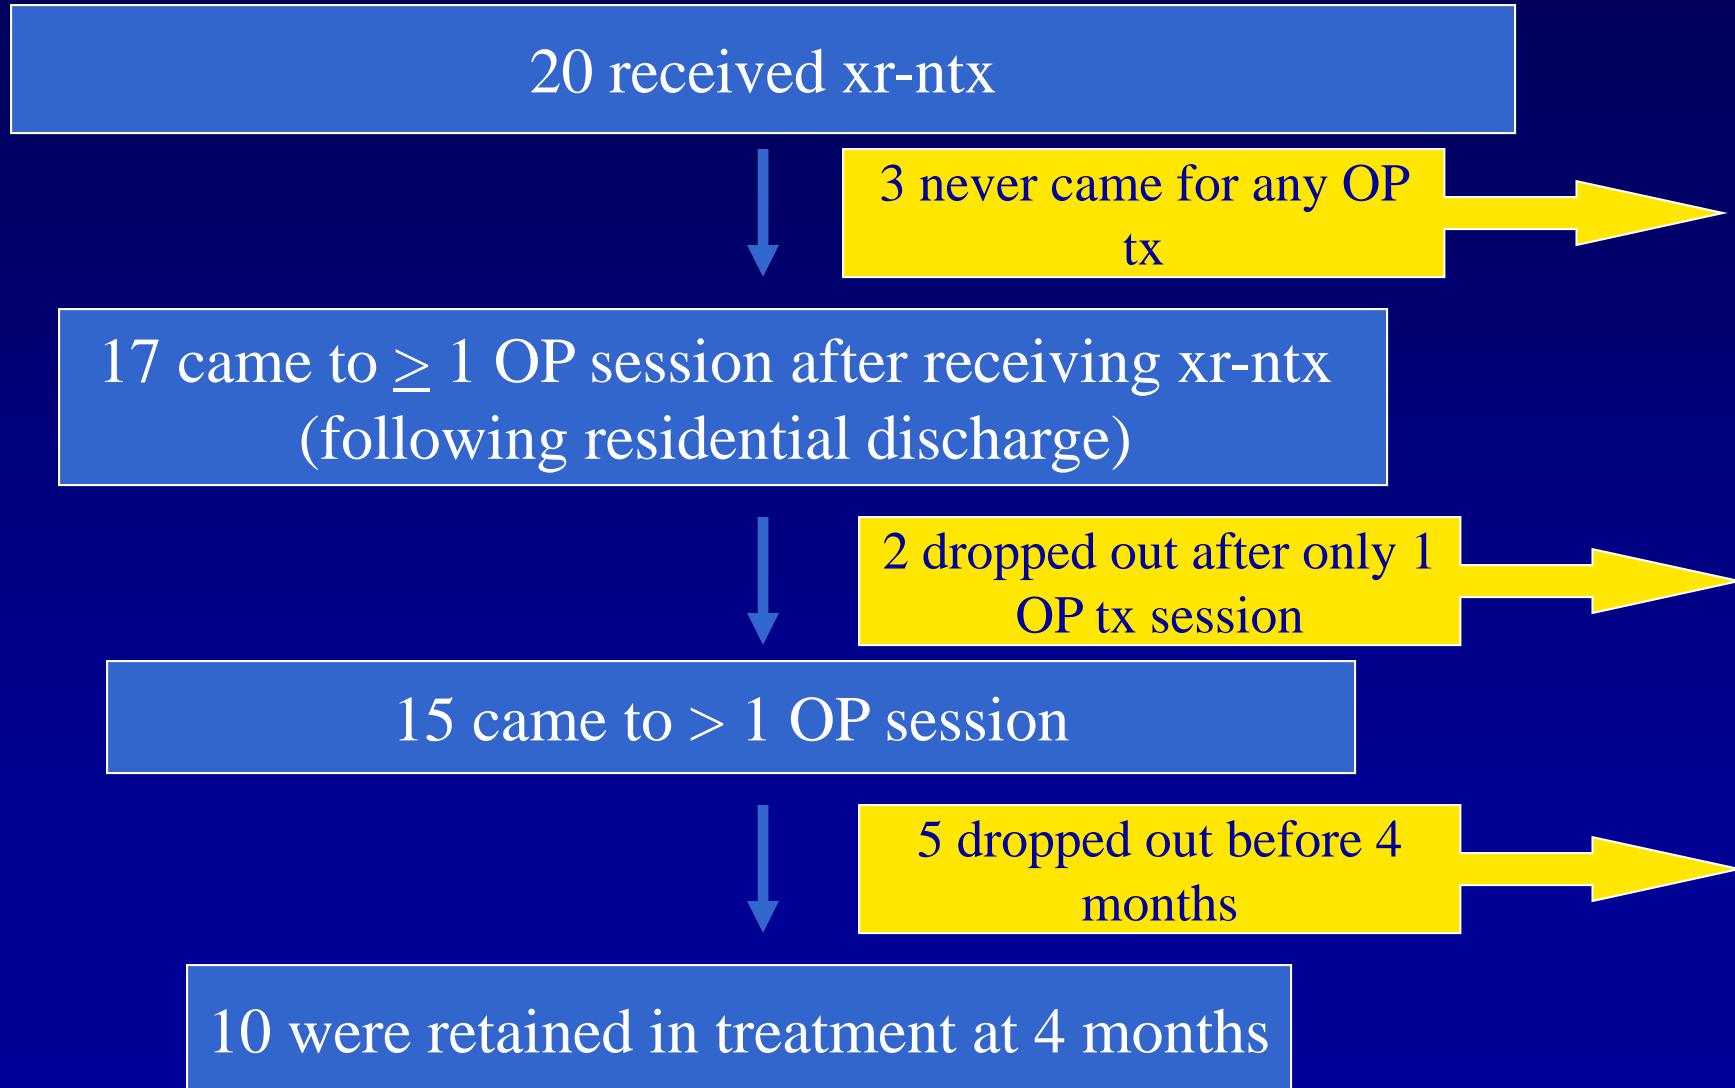 20 received xr-ntx
3 never came for any OP
tx
17 came to ≥ 1 OP session after receiving xr-ntx
(following residential discharge)
2 dropped out after only 1
OP tx session
15 came to > 1 OP session
5 dropped out before 4
months
10 were retained in treatment at 4 months